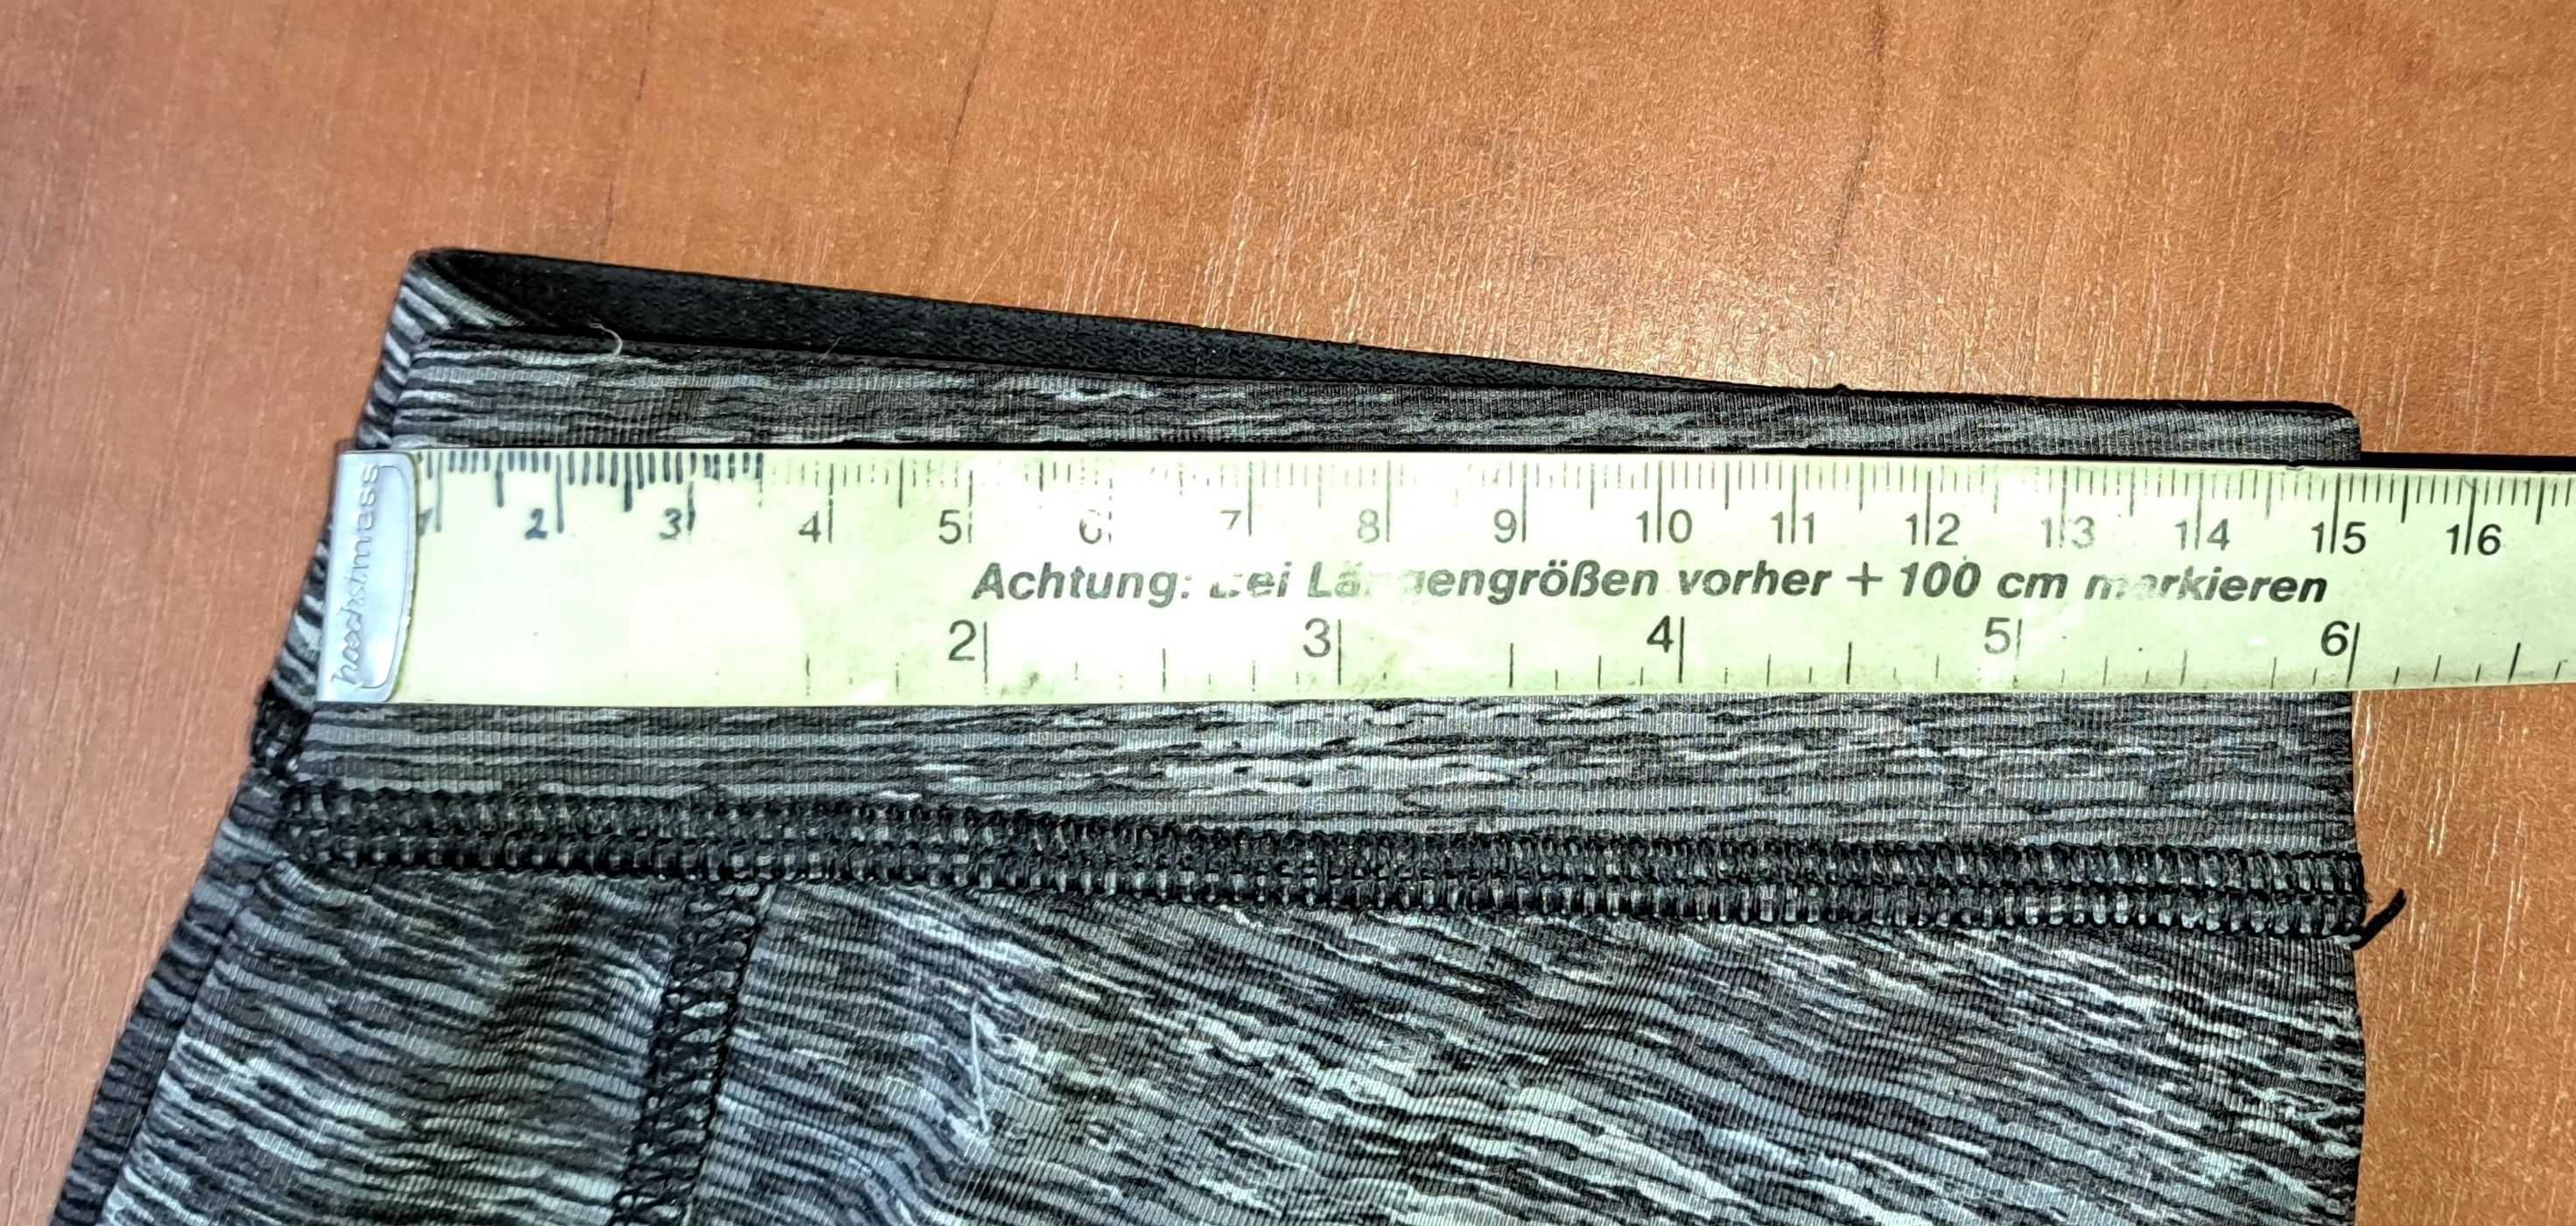 hoechstmass
1 2 3 4 5 6 7 8 9 10 11 12 13 14 15 16
Achtung: Bei Längengrößen vorher + 100 cm markieren
2 3 4 5 6